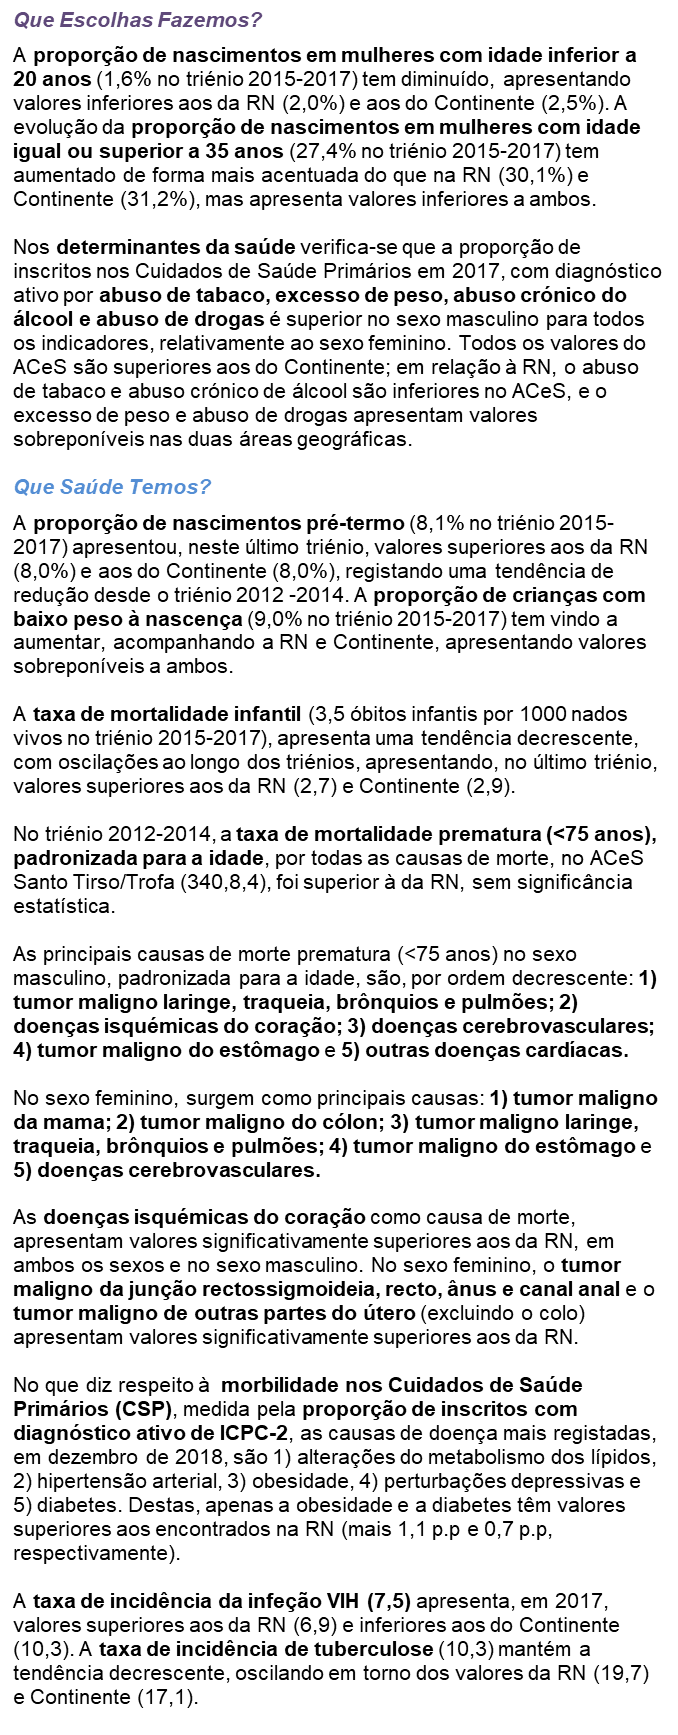 Que Escolhas Fazemos?
A proporção de nascimentos em mulheres com idade inferior a
20 anos (1,6% no triénio 2015-2017) tem diminuído, apresentando
valores inferiores aos da RN (2,0%) e aos do Continente (2,5%). A
evolução da proporção de nascimentos em mulheres com idade
igual ou superior a 35 anos (27,4% no triénio 2015-2017) tem
aumentado de forma mais acentuada do que na RN (30,1%) e
Continente (31,2%), mas apresenta valores inferiores a ambos.
Nos determinantes da saúde verifica-se que a proporção de
inscritos nos Cuidados de Saúde Primários em 2017, com diagnóstico
ativo por abuso de tabaco, excesso de peso, abuso crónico do
álcool e abuso de drogas é superior no sexo masculino para todos
os indicadores, relativamente ao sexo feminino. Todos os valores do
ACeS são superiores aos do Continente; em relação à RN, o abuso
de tabaco e abuso crónico de álcool são inferiores no ACeS, e o
excesso de peso e abuso de drogas apresentam valores
sobreponíveis nas duas áreas geográficas.
Que Saúde Temos?
A proporção de nascimentos pré-termo (8,1% no triénio 2015-
2017) apresentou, neste último triénio, valores superiores aos da RN
(8,0%) e aos do Continente (8,0%), registando uma tendência de
redução desde o triénio 2012 -2014. A proporção de crianças com
baixo peso à nascença (9,0% no triénio 2015-2017) tem vindo a
aumentar, acompanhando a RN e Continente, apresentando valores
sobreponíveis a ambos.
A taxa de mortalidade infantil (3,5 óbitos infantis por 1000 nados
vivos no triénio 2015-2017), apresenta uma tendência decrescente,
com oscilações ao longo dos triénios, apresentando, no último triénio,
valores superiores aos da RN (2,7) e Continente (2,9).
No triénio 2012-2014, a taxa de mortalidade prematura (<75 anos),
padronizada para a idade, por todas as causas de morte, no ACeS
Santo Tirso/Trofa (340,8,4), foi superior à da RN, sem significância
estatística.
As principais causas de morte prematura (<75 anos) no sexo
masculino, padronizada para a idade, são, por ordem decrescente: 1)
tumor maligno laringe, traqueia, brônquios e pulmões; 2)
doenças isquémicas do coração; 3) doenças cerebrovasculares;
4) tumor maligno do estômago e 5) outras doenças cardíacas.
No sexo feminino, surgem como principais causas: 1) tumor maligno
da mama; 2) tumor maligno do cólon; 3) tumor maligno laringe,
traqueia, brônquios e pulmões; 4) tumor maligno do estômago e
5) doenças cerebrovasculares.
As doenças isquémicas do coração como causa de morte,
apresentam valores significativamente superiores aos da RN, em
ambos os sexos e no sexo masculino. No sexo feminino, o tumor
maligno da junção rectossigmoideia, recto, ânus e canal anal e o
tumor maligno de outras partes do útero (excluindo o colo)
apresentam valores significativamente superiores aos da RN.
No que diz respeito à morbilidade nos Cuidados de Saúde
Primários (CSP), medida pela proporção de inscritos com
diagnóstico ativo de ICPC-2, as causas de doença mais registadas,
em dezembro de 2018, são 1) alterações do metabolismo dos lípidos,
2) hipertensão arterial, 3) obesidade, 4) perturbações depressivas e
5) diabetes. Destas, apenas a obesidade e a diabetes têm valores
superiores aos encontrados na RN (mais 1,1 p.p e 0,7 p.p,
respectivamente).
A taxa de incidência da infeção VIH (7,5) apresenta, em 2017,
valores superiores aos da RN (6,9) e inferiores aos do Continente
(10,3). A taxa de incidência de tuberculose (10,3) mantém a
tendência decrescente, oscilando em torno dos valores da RN (19,7)
e Continente (17,1).